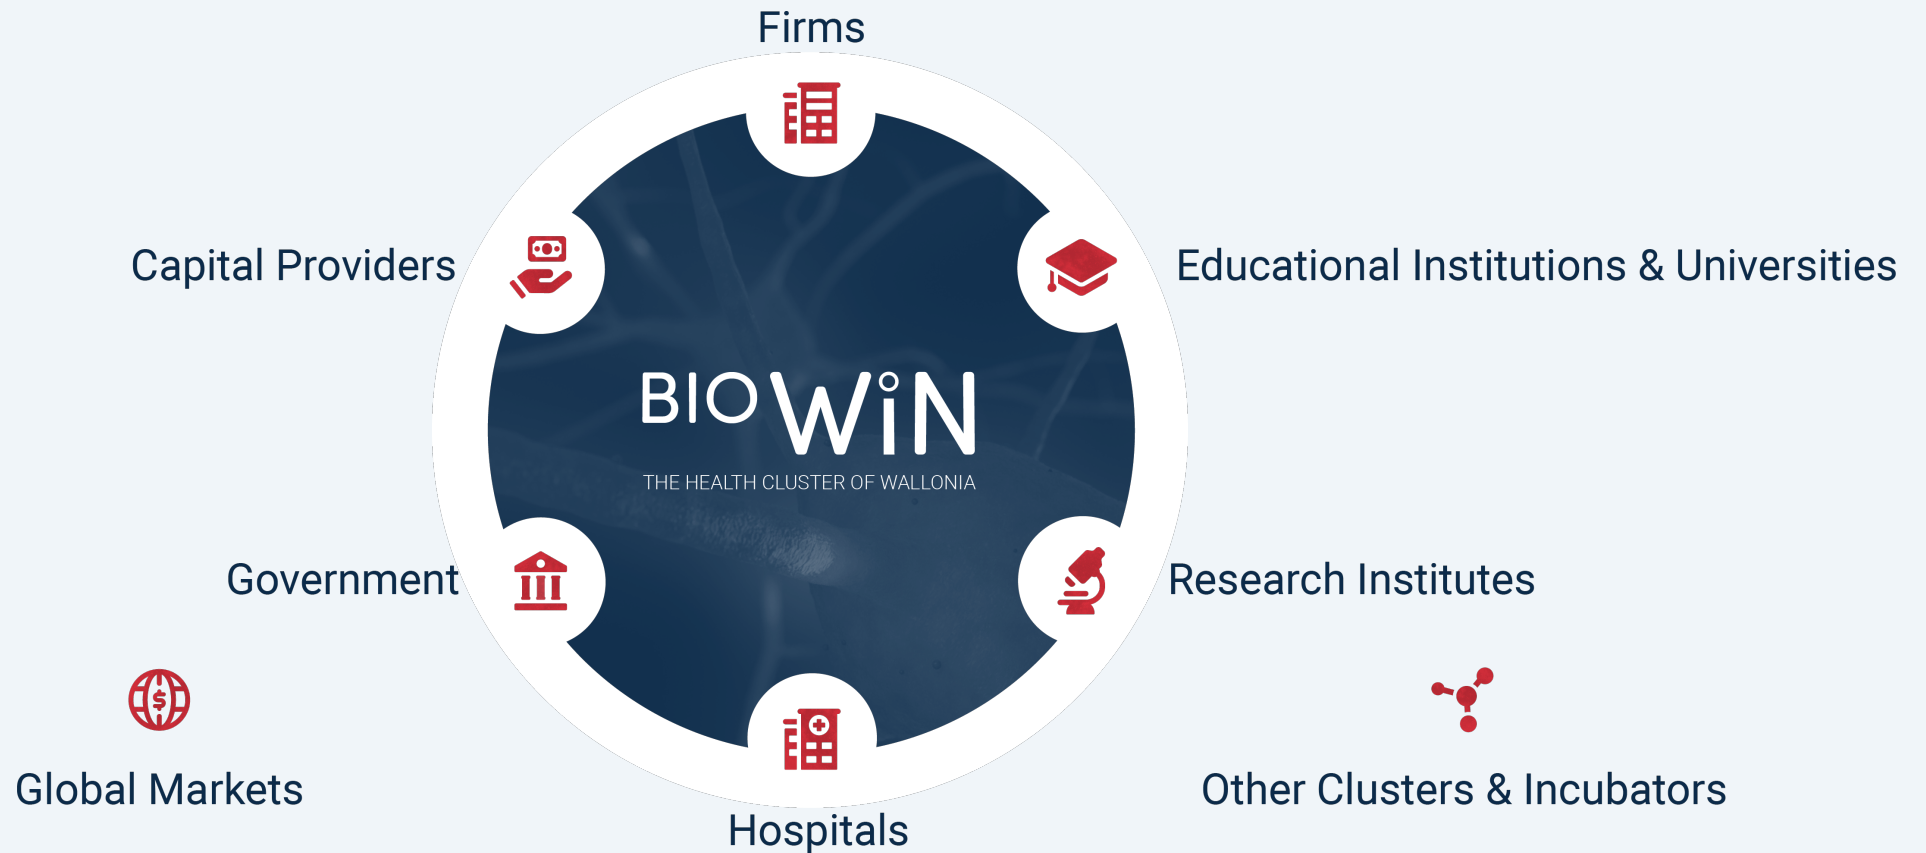 Firms
Capital Providers
Educational Institutions & Universities
BIOWiN
THE HEALTH CLUSTER OF WALLONIA
Government
Research Institutes
Global Markets
Other Clusters & Incubators
Hospitals